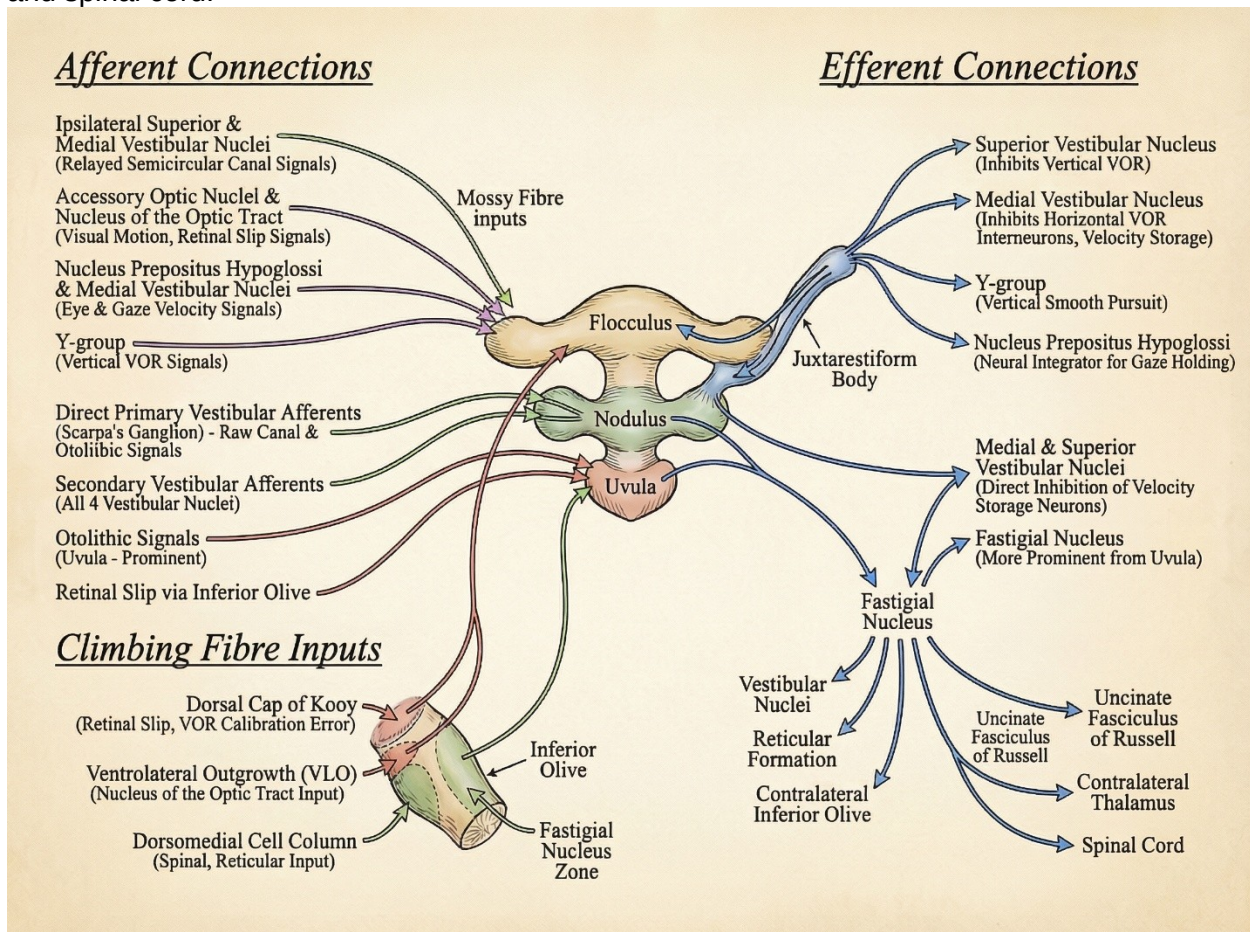 and spinal cord.
Afferent Connections
Ipsilateral Superior &
Medial Vestibular Nuclei
(Relayed Semicircular Canal Signals)
Accessory Optic Nuclel &
Nucleus of the Optic Tract
(Visual Motion, Retinal Slip Signals)
Nucleus Prepositus Hypoglossi
& Medial Vestibular Nuclei
(Eye & Gaze Velocity Signals)
Y-group
(Vertical VOR Signals)
Direct Primary Vestibular Afferents
(Scarpa's Ganglion) - Raw Canal &
Otoliibic Signals
Secondary Vestibular Afferents
(All 4 Vestibular Nuclet)
Otolithic Signals
(Uvula - Prominent)
Retinal Slip via Inferior Olive
Mossy Fibre
inputs
Flocculus
Nodulus
Uvula
Juxtarestiform
Body
Efferent Connections
Superior Vestibular Nucleus
(Inhibits Vertical VOR)
Medial Vestibular Nucleus
(Inhibits Horizontal VOR
Interneurons, Velocity Storage)
Y-group
(Vertical Smooth Pursuit)
Nucleus Prepositus Hypoglossi
(Neural Integrator for Gaze Holding)
Medial & Superior
Vestibular Nuclei
(Direct Inhibition of Velocity
Storage Neurons)
Fastigial Nucleus
(More Prominent from Uvula)
Fastigial
Nucleus
Vestibular
Nuclei
Reticular
Formation
Contralateral
Inferior Olive
Uncinate
Fasciculus
of Russell
Uncinate
Fasciculus
of Russell
Contralateral
Thalamus
Spinal Cord
Climbing Fibre Inputs
Dorsal Cap of Kooy
(Retinal Slip, VOR Calibration Error)
Ventrolateral Outgrowth (VLO)
(Nucleus of the Optic Tract Input)
Dorsomedial Cell Column
(Spinal, Reticular Input)
Inferior
Olive
Fastigial
Nucleus
Zone